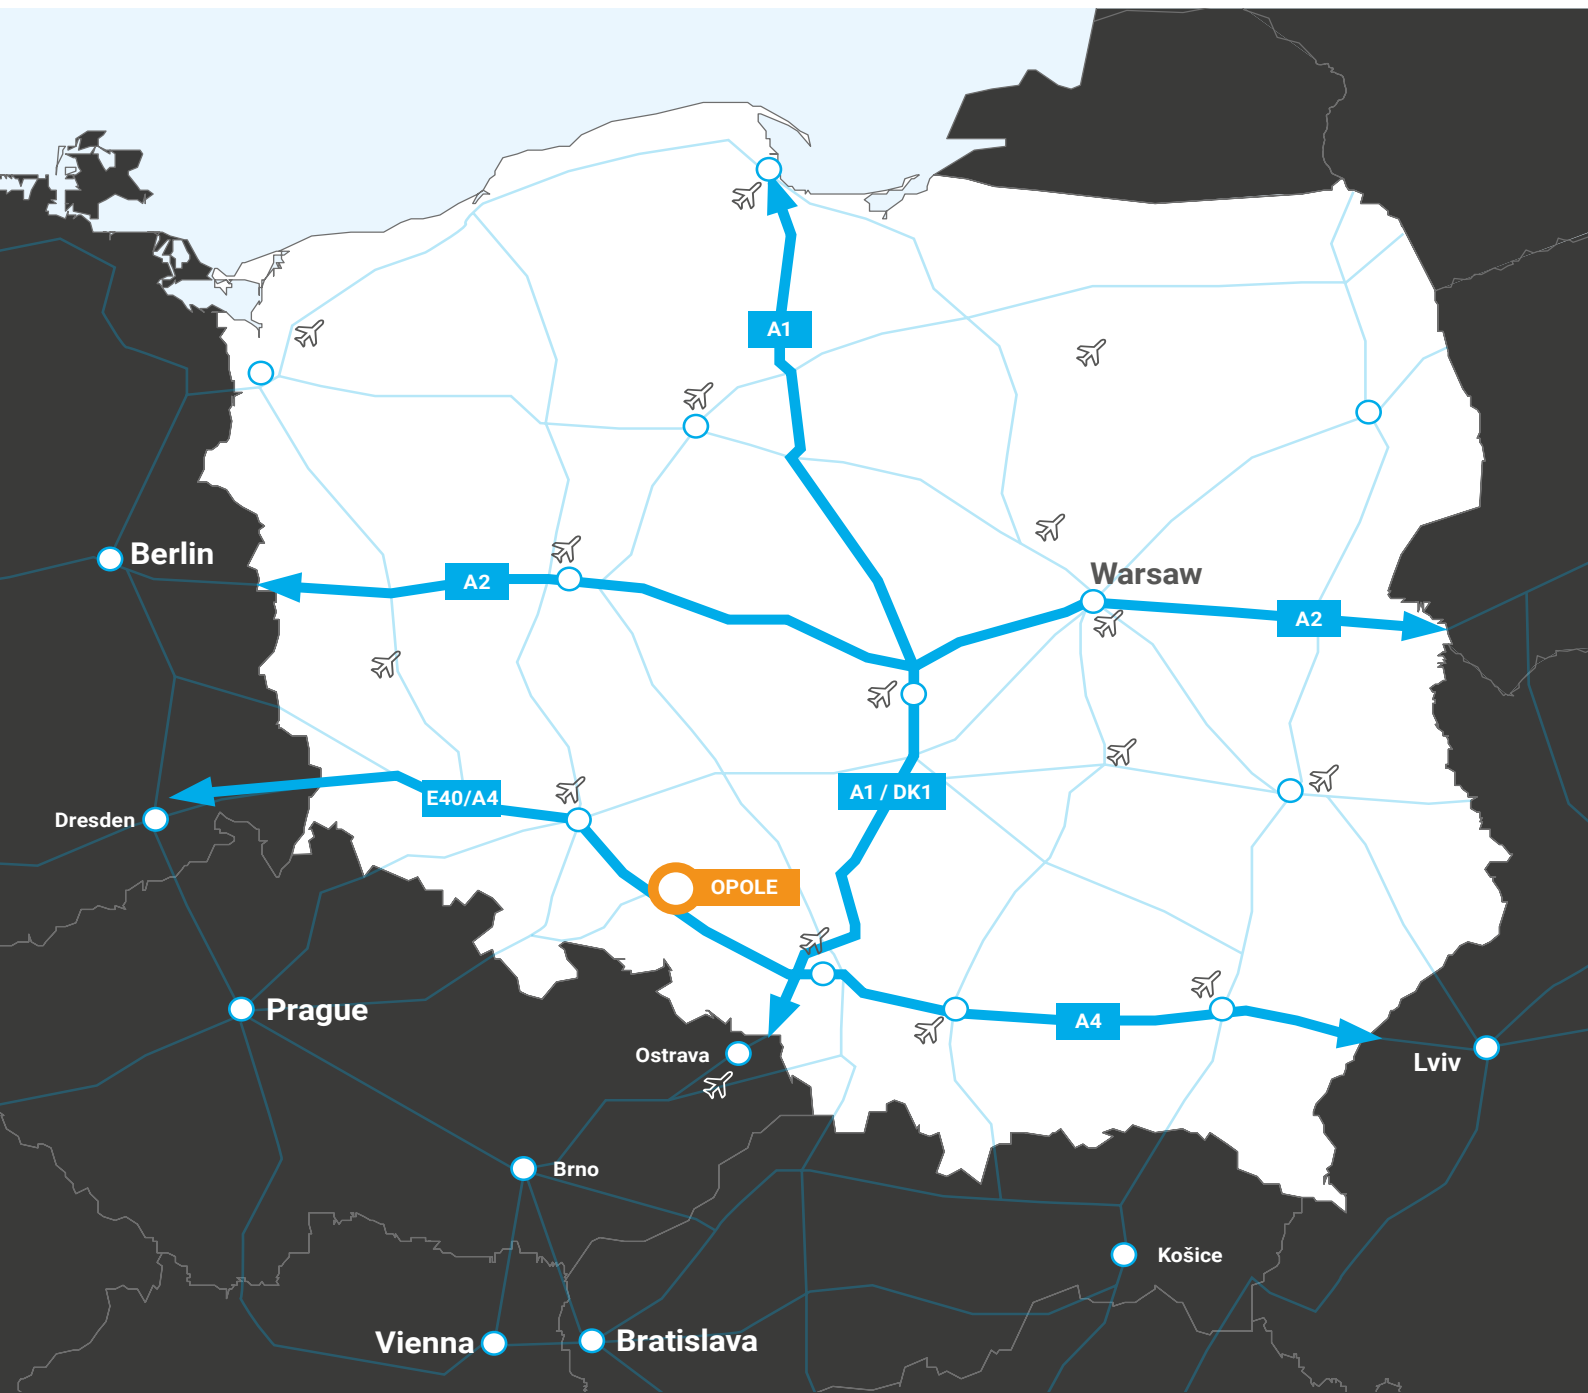 A1
Berlin
Warsaw
A2
A2
E40/A4
A1 / DK1
Dresden
OPOLE
Prague
A4
Ostrava
Lviv
Brno
Košice
Vienna
Bratislava